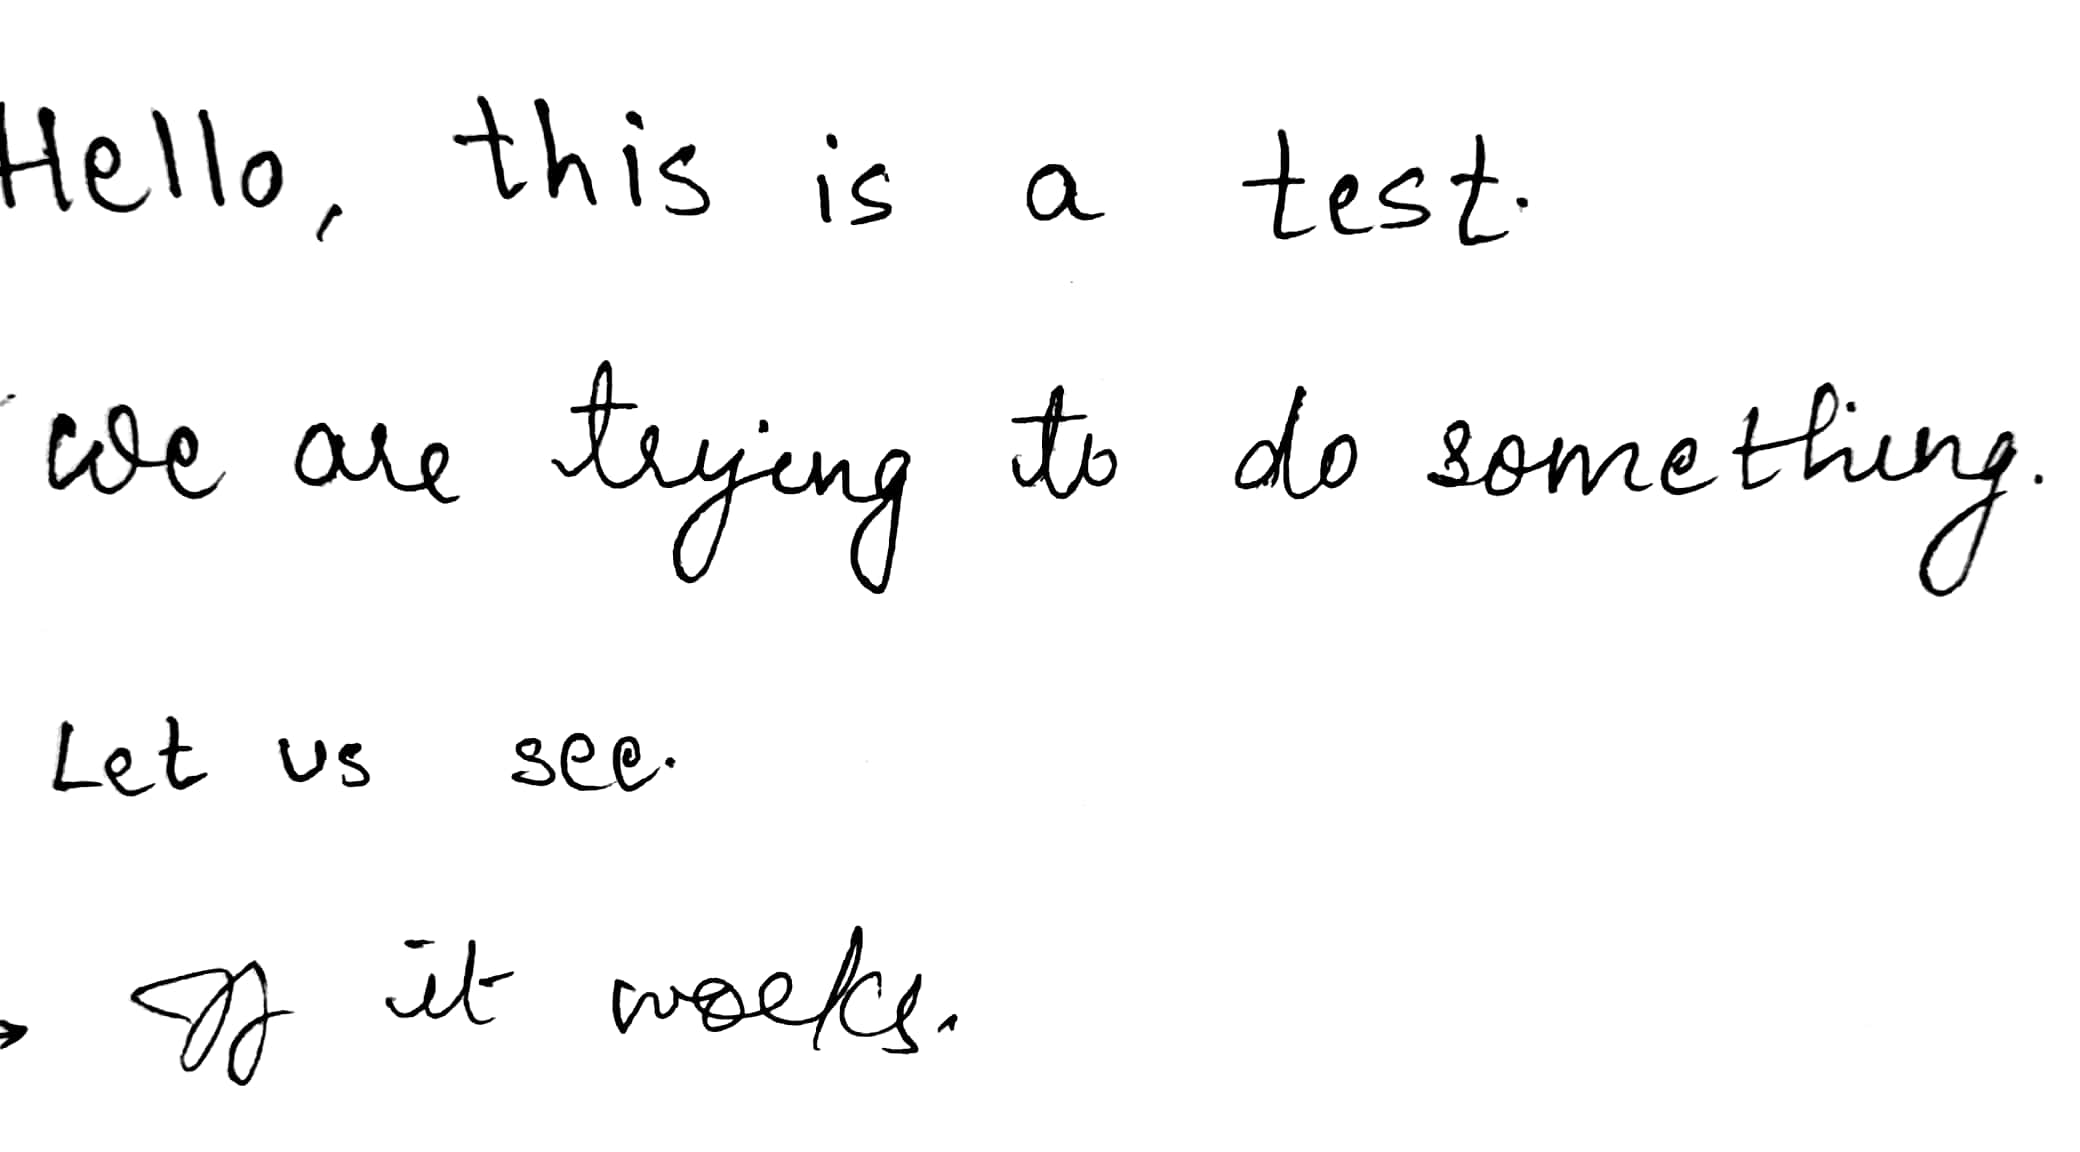 Hello, this is a test.
we are trying to do something.
Let us see.
If it works.